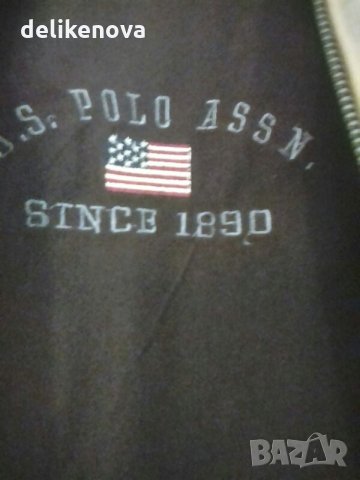 delikenova
U.S. POLO ASSN.
SINCE 1890
BAZAR